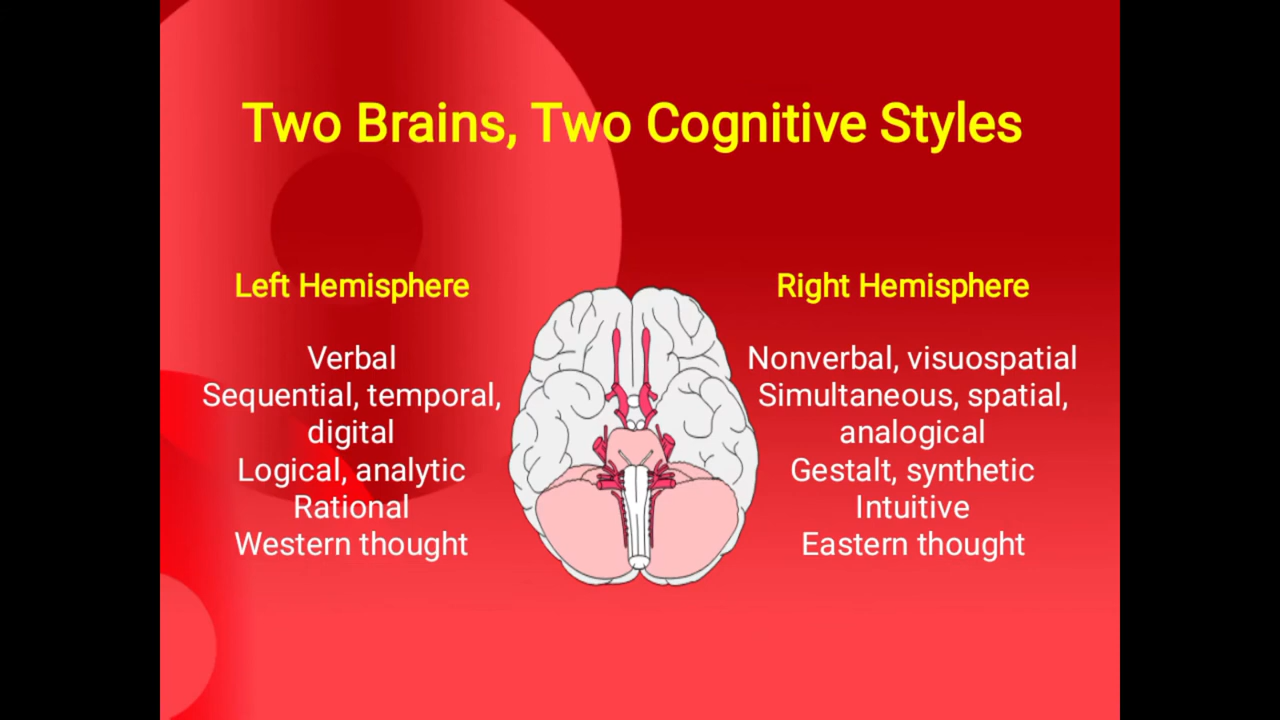 Two Brains, Two Cognitive Styles
Left Hemisphere
Verbal
Sequential, temporal,
digital
Logical, analytic
Rational
Western thought
Right Hemisphere
Nonverbal, visuospatial
Simultaneous, spatial,
analogical
Gestalt, synthetic
Intuitive
Eastern thought